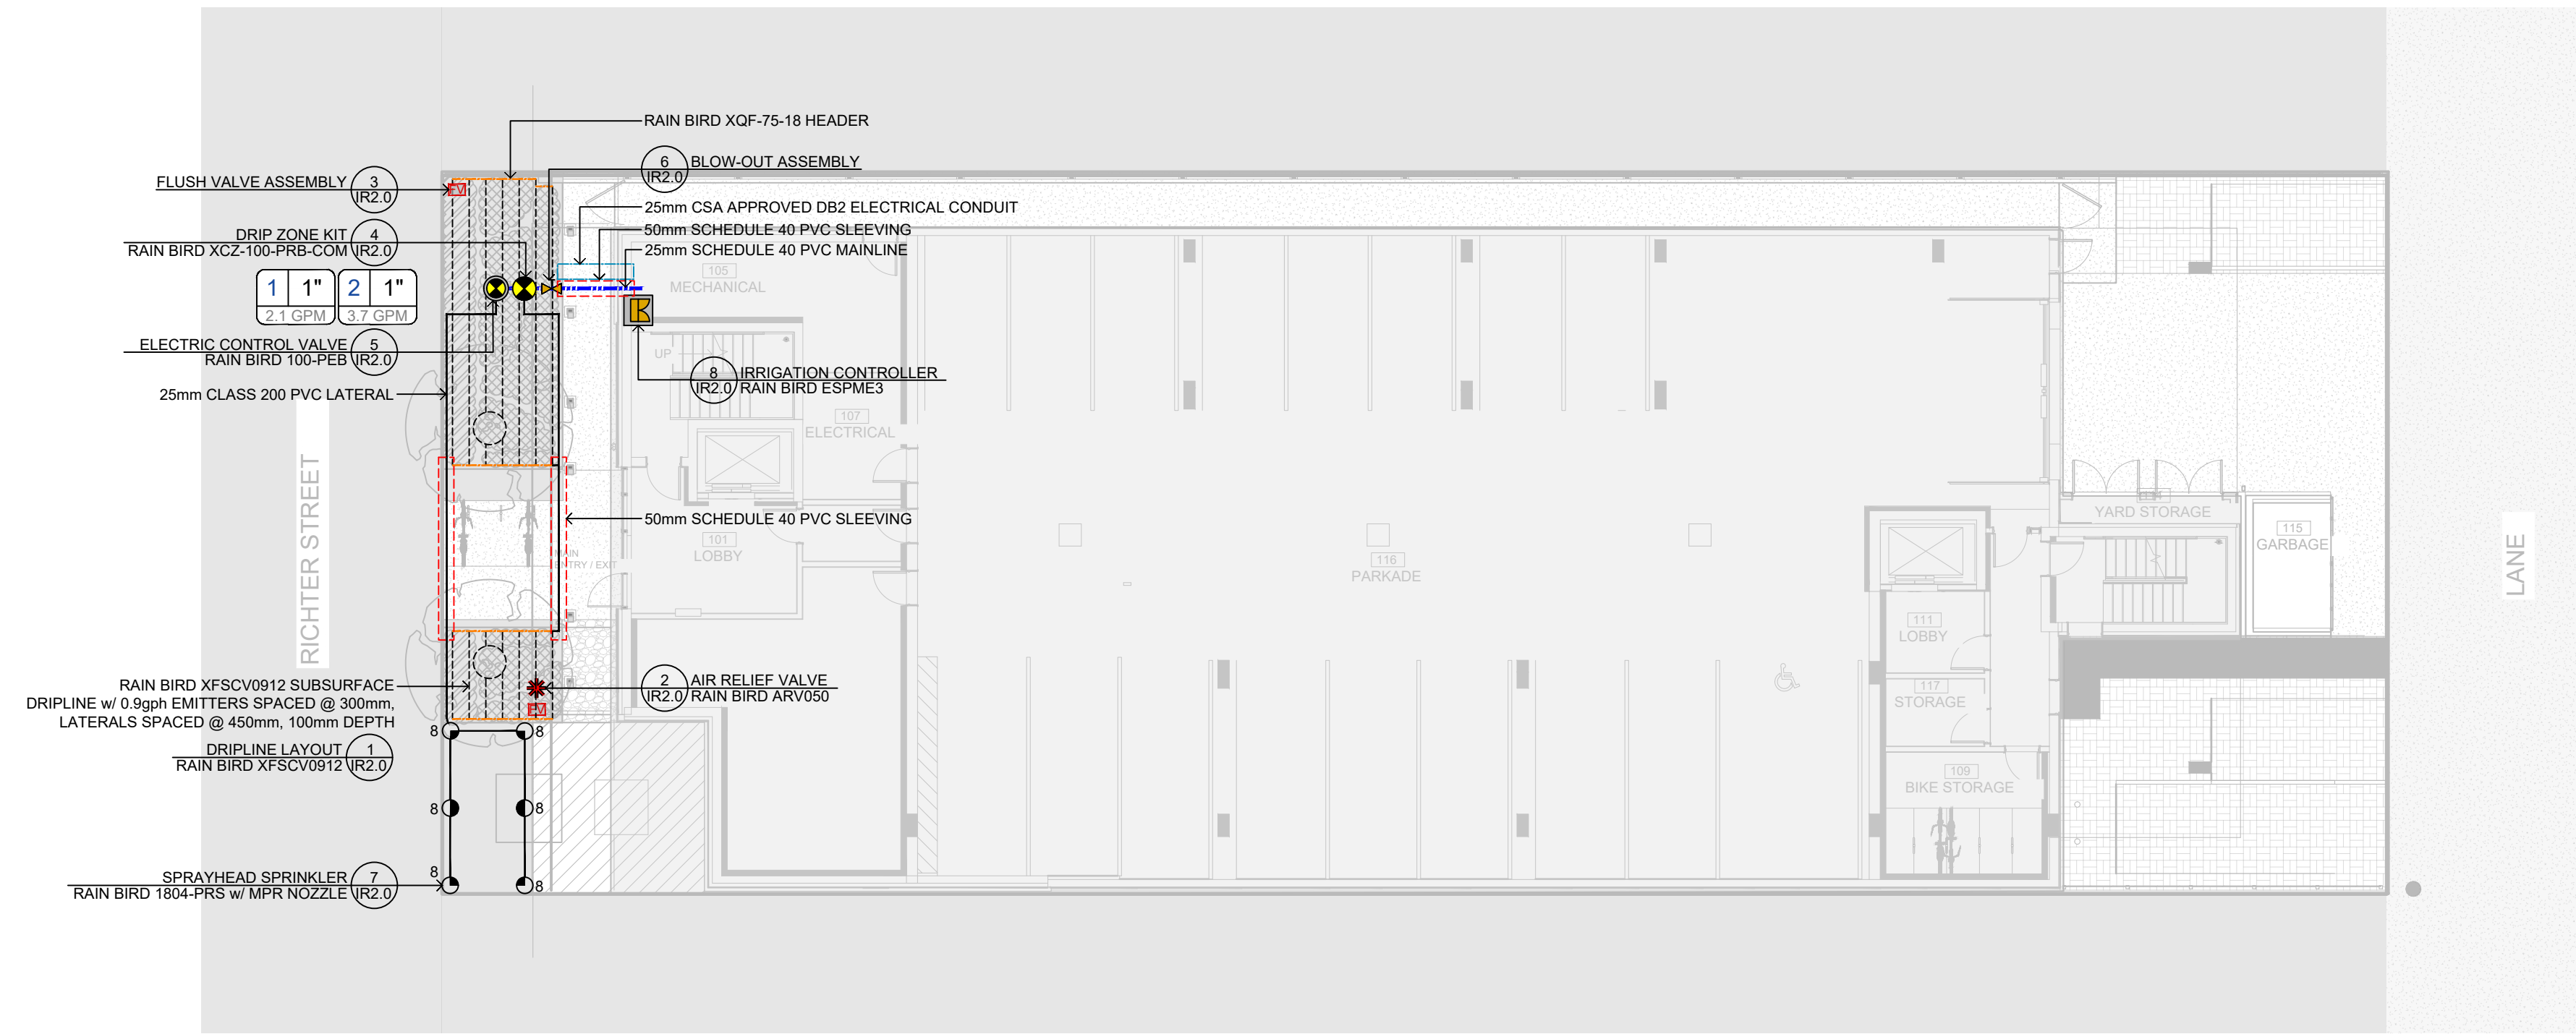 RAIN BIRD XQF-75-18 HEADER
6
IR2.0
BLOW-OUT ASSEMBLY
FLUSH VALVE ASSEMBLY
3
IR2.0
FV
25mm CSA APPROVED DB2 ELECTRICAL CONDUIT
50mm SCHEDULE 40 PVC SLEEVING
25mm SCHEDULE 40 PVC MAINLINE
DRIP ZONE KIT
RAIN BIRD XCZ-100-PRB-COM
4
IR2.0
105
MECHANICAL
1 1"
2.1 GPM
2 1"
3.7 GPM
ELECTRIC CONTROL VALVE
RAIN BIRD 100-PEB
5
IR2.0
UP
8
IR2.0
IRRIGATION CONTROLLER
RAIN BIRD ESPME3
25mm CLASS 200 PVC LATERAL
107
ELECTRICAL
RICHTER STREET
50mm SCHEDULE 40 PVC SLEEVING
101
LOBBY
MAIN
ENTRY / EXIT
116
PARKADE
YARD STORAGE
115
GARBAGE
LANE
111
LOBBY
117
STORAGE
109
BIKE STORAGE
RAIN BIRD XFSCV0912 SUBSURFACE
DRIPLINE w/ 0.9gph EMITTERS SPACED @ 300mm,
LATERALS SPACED @ 450mm, 100mm DEPTH
2
IR2.0
AIR RELIEF VALVE
RAIN BIRD ARV050
FV
DRIPLINE LAYOUT
RAIN BIRD XFSCV0912
1
IR2.0
8
8
8
8
8
8
SPRAYHEAD SPRINKLER
RAIN BIRD 1804-PRS w/ MPR NOZZLE
7
IR2.0